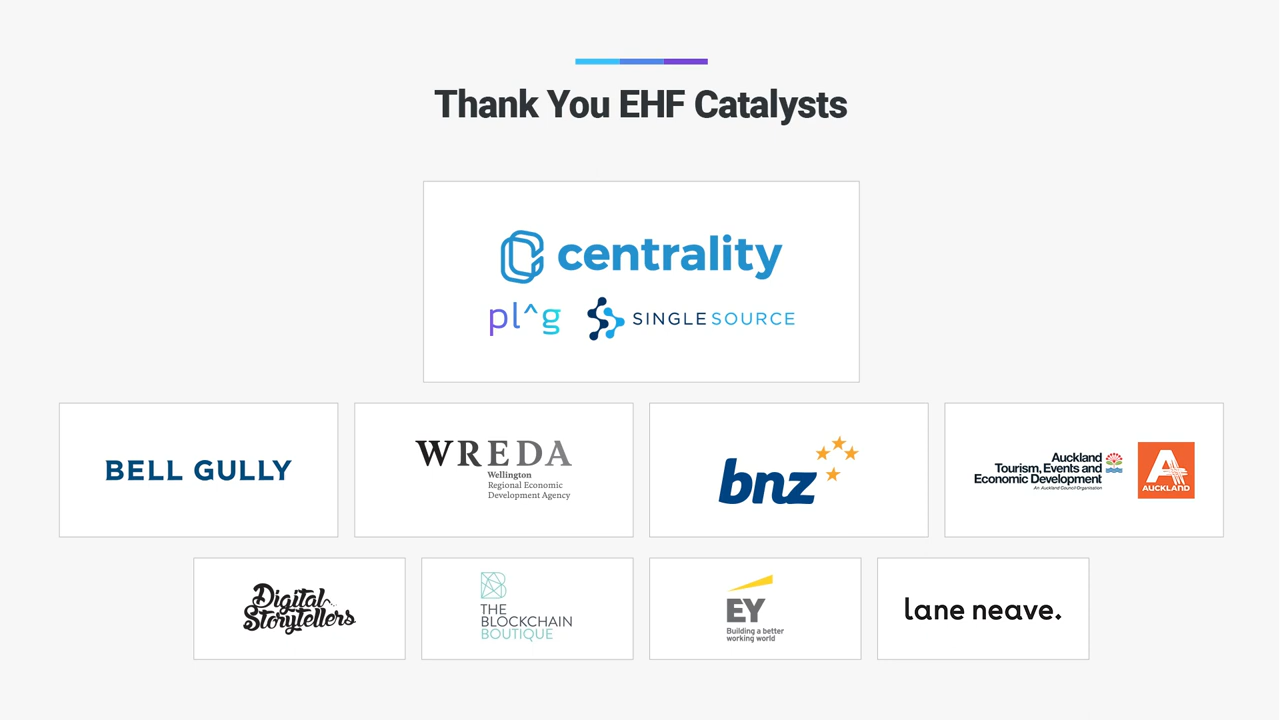 Thank You EHF Catalysts
centrality
pl^g
SINGLESOURCE
BELL GULLY
WREDA
Wellington
Regional Economic
Development Agency
bnz
Auckland
Tourism, Events and
Economic Development
An Auckland Council Organisation
AUCKLAND
Digital
Storytellers
THE
BLOCKCHAIN
BOUTIQUE
EY
Building a better
working world
lane neave.